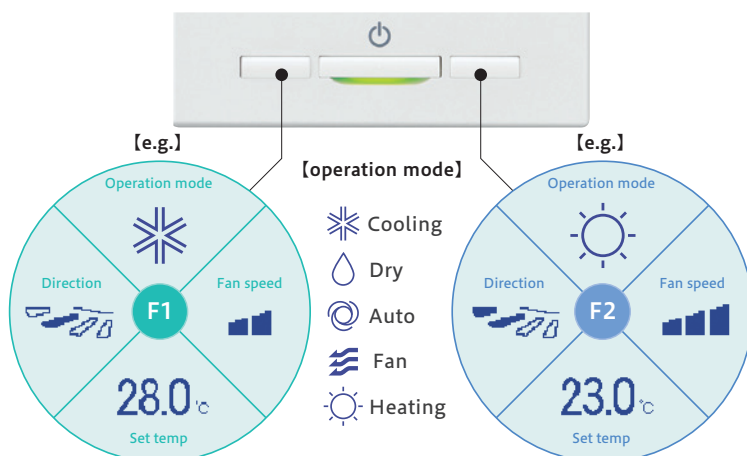 【e.g.】
【e.g.】
【operation mode】
Operation mode
Direction
Fan speed
F1
28.0 °C
Set temp
Cooling
Dry
Auto
Fan
Heating
Operation mode
Direction
Fan speed
F2
23.0 °C
Set temp